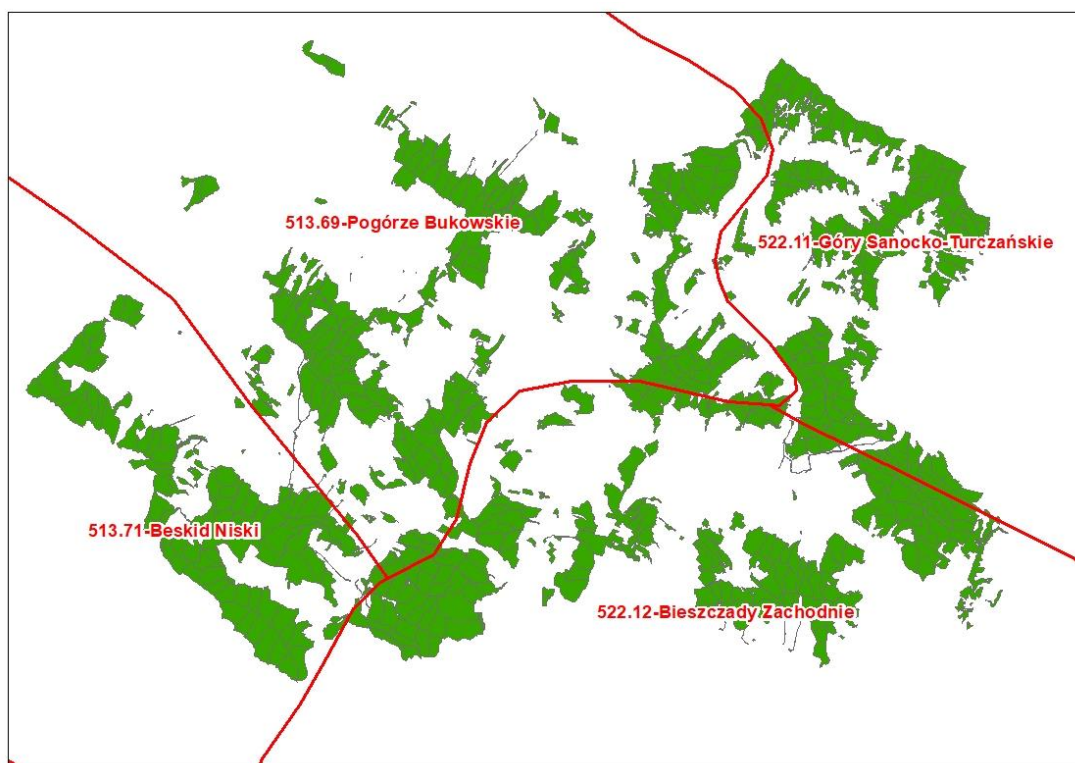 513.69-Pogórze Bukowskie
522.11-Góry Sanocko-Turczańskie
513.71-Beskid Niski
522.12-Bieszczady Zachodnie